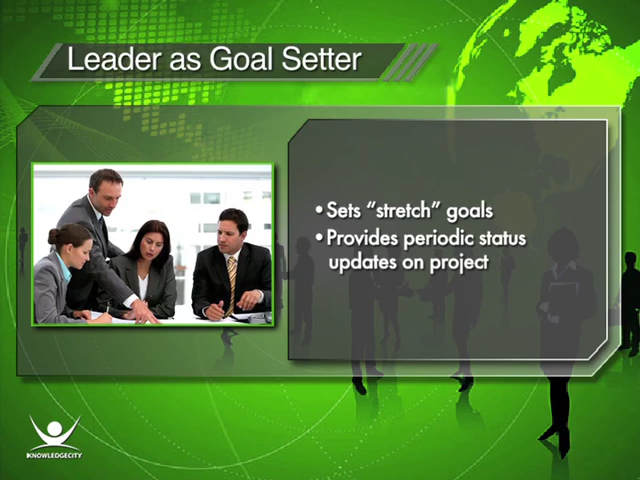 Leader as Goal Setter
•Sets “stretch” goals
•Provides periodic status
updates on project
KNOWLEDGECITY